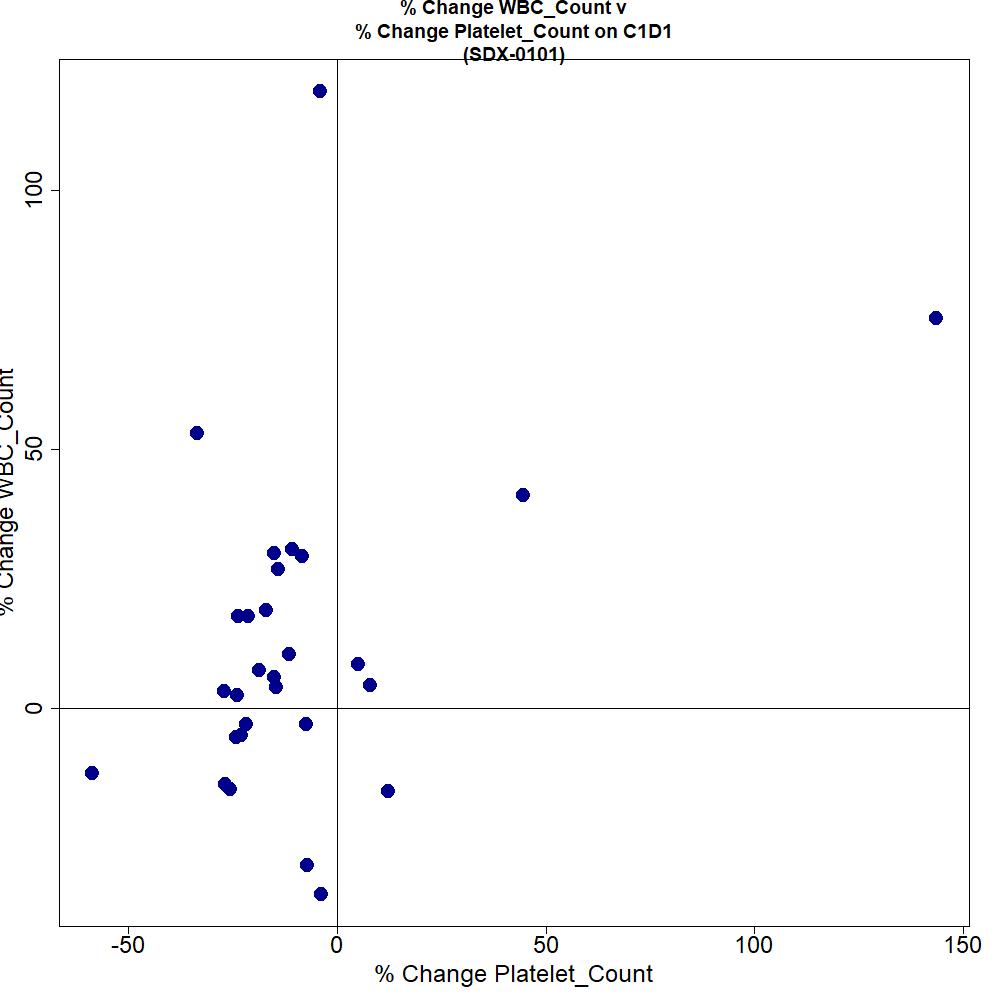 % Change WBC_Count v
% Change Platelet_Count on C1D1
(SDX-0101)
% Change WBC_Count
100
50
0
-50
0
50
100
150
% Change Platelet_Count